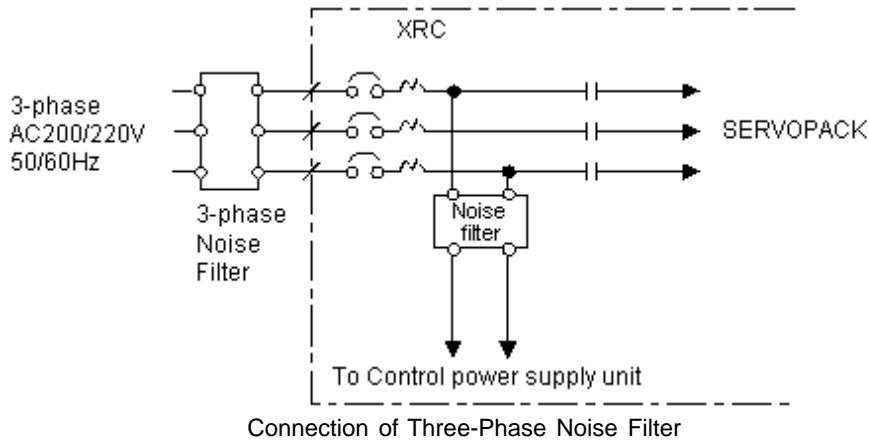 XRC
3-phase
AC200/220V
50/60Hz
SERVOPACK
3-phase
Noise
Filter
Noise
filter
To Control power supply unit
Connection of Three-Phase Noise Filter